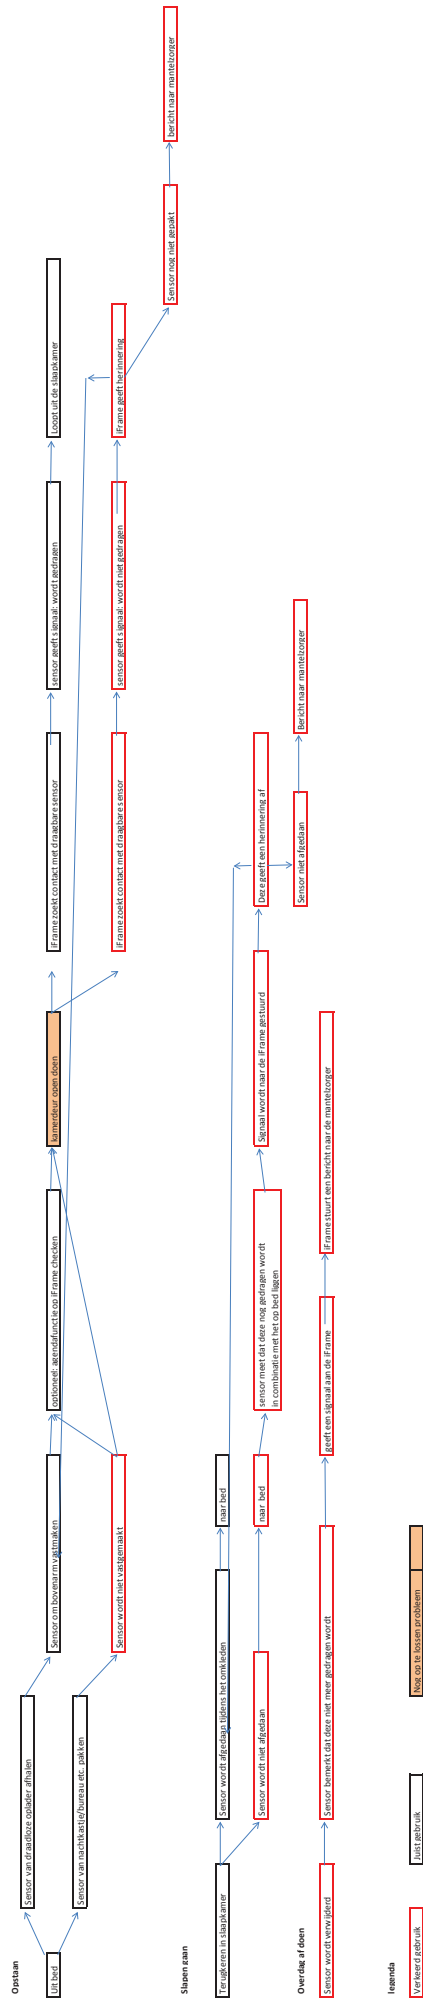 Opstaan
Uit bed
Sensor van draadloze oplader afhalen
Sensor van nachtkastje/bureau etc. pakken
Sensor om bovenarm vastmaken
Sensor wordt niet vastgemaakt
optioneel: agendafunctie op iFrame checken
kamerdeur open doen
iFrame zoekt contact met draagbare sensor
iFrame zoekt contact met draagbare sensor
sensor geeft signaal: wordt gedragen
sensor geeft signaal: wordt niet gedragen
Loopt uit de slaapkamer
iFrame geeft herinnering
Sensor nog niet gepakt
bericht naar mantelzorger
Slapen gaan
Terugkeren in slaapkamer
Sensor wordt afgedaan tijdens het omkleden
Sensor wordt niet afgedaan
naar bed
naar bed
sensor meet dat deze nog gedragen wordt
in combinatie met het op bed liggen
Signaal wordt naar de iFrame gestuurd
Deze geeft een herinnering af
Sensor niet afgedaan
Bericht naar mantelzorger
Overdag af doen
Sensor wordt verwijderd
Sensor bemerkt dat deze niet meer gedragen wordt
geeft een signaal aan de iFrame
iFrame stuurt een bericht naar de mantelzorger
legenda
Verkeerd gebruik
Juist gebruik
Nog op te lossen probleem